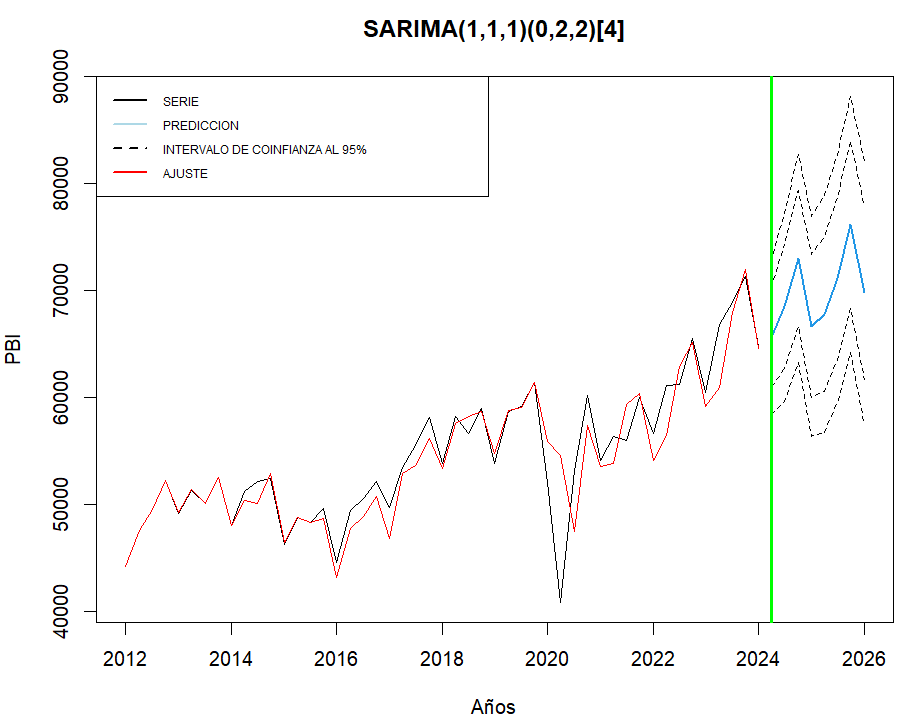 SARIMA(1,1,1)(0,2,2)[4]
SERIE
PREDICCION
INTERVALO DE COINFIANZA AL 95%
AJUSTE
90000
80000
70000
60000
50000
40000
PBI
2012 2014 2016 2018 2020 2022 2024 2026
Años